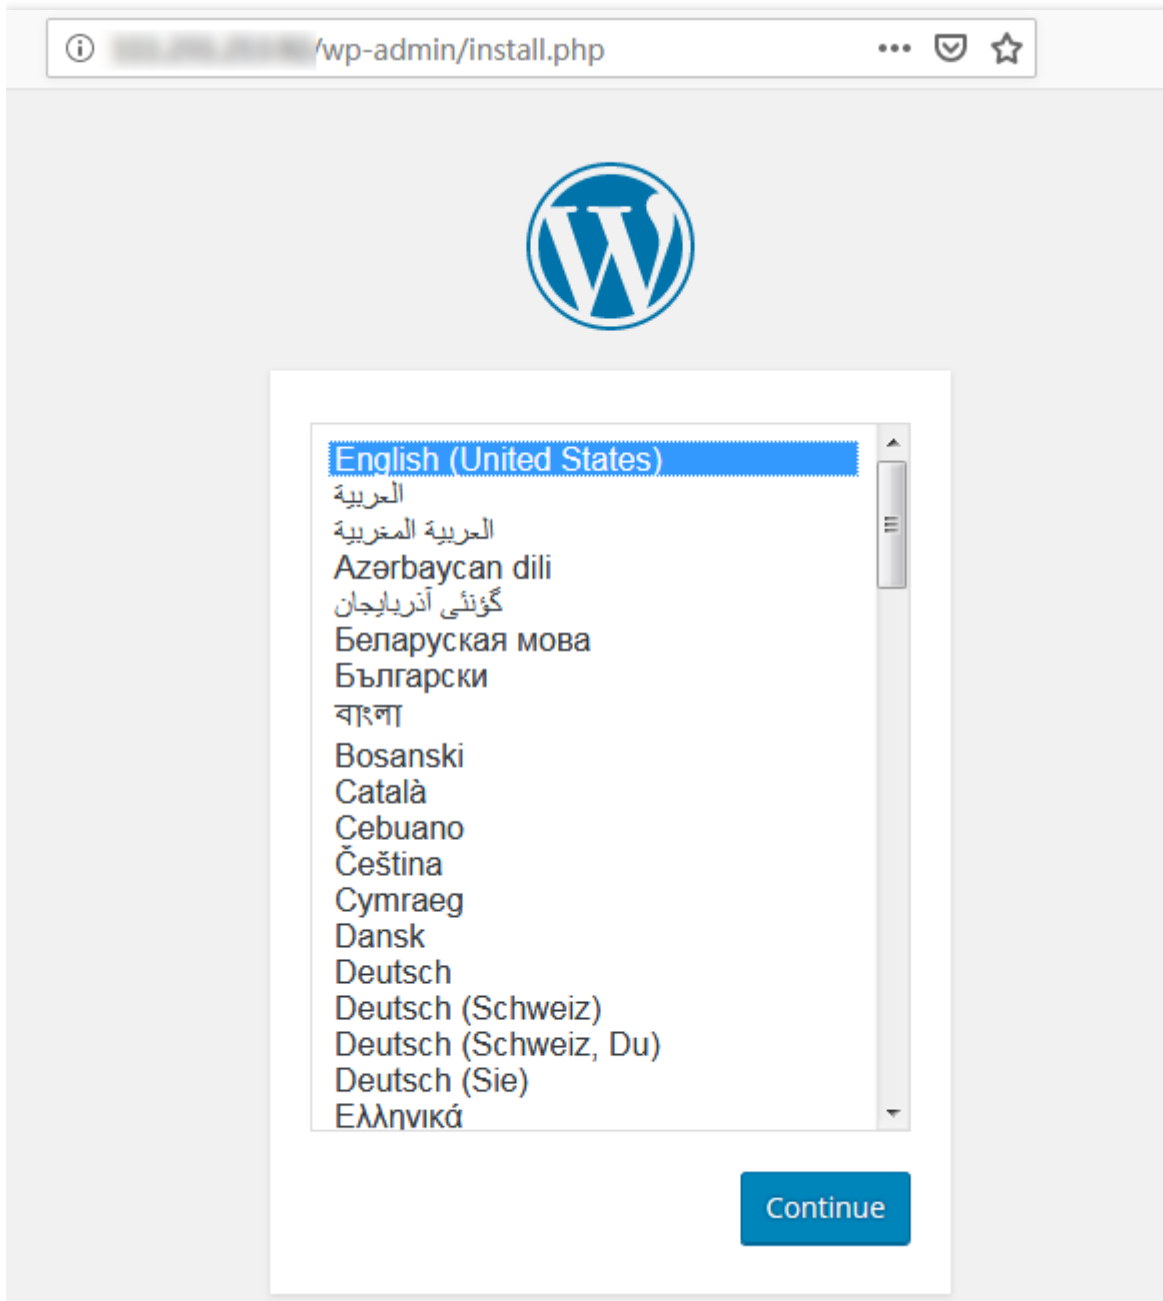 /wp-admin/install.php
English (United States)
العربية
العربية المغربية
Azərbaycan dili
گؤنئی آذربایجان
Беларуская мова
Български
বাংলা
Bosanski
Català
Cebuano
Čeština
Cymraeg
Dansk
Deutsch
Deutsch (Schweiz)
Deutsch (Schweiz, Du)
Deutsch (Sie)
Ελληνικά
Continue